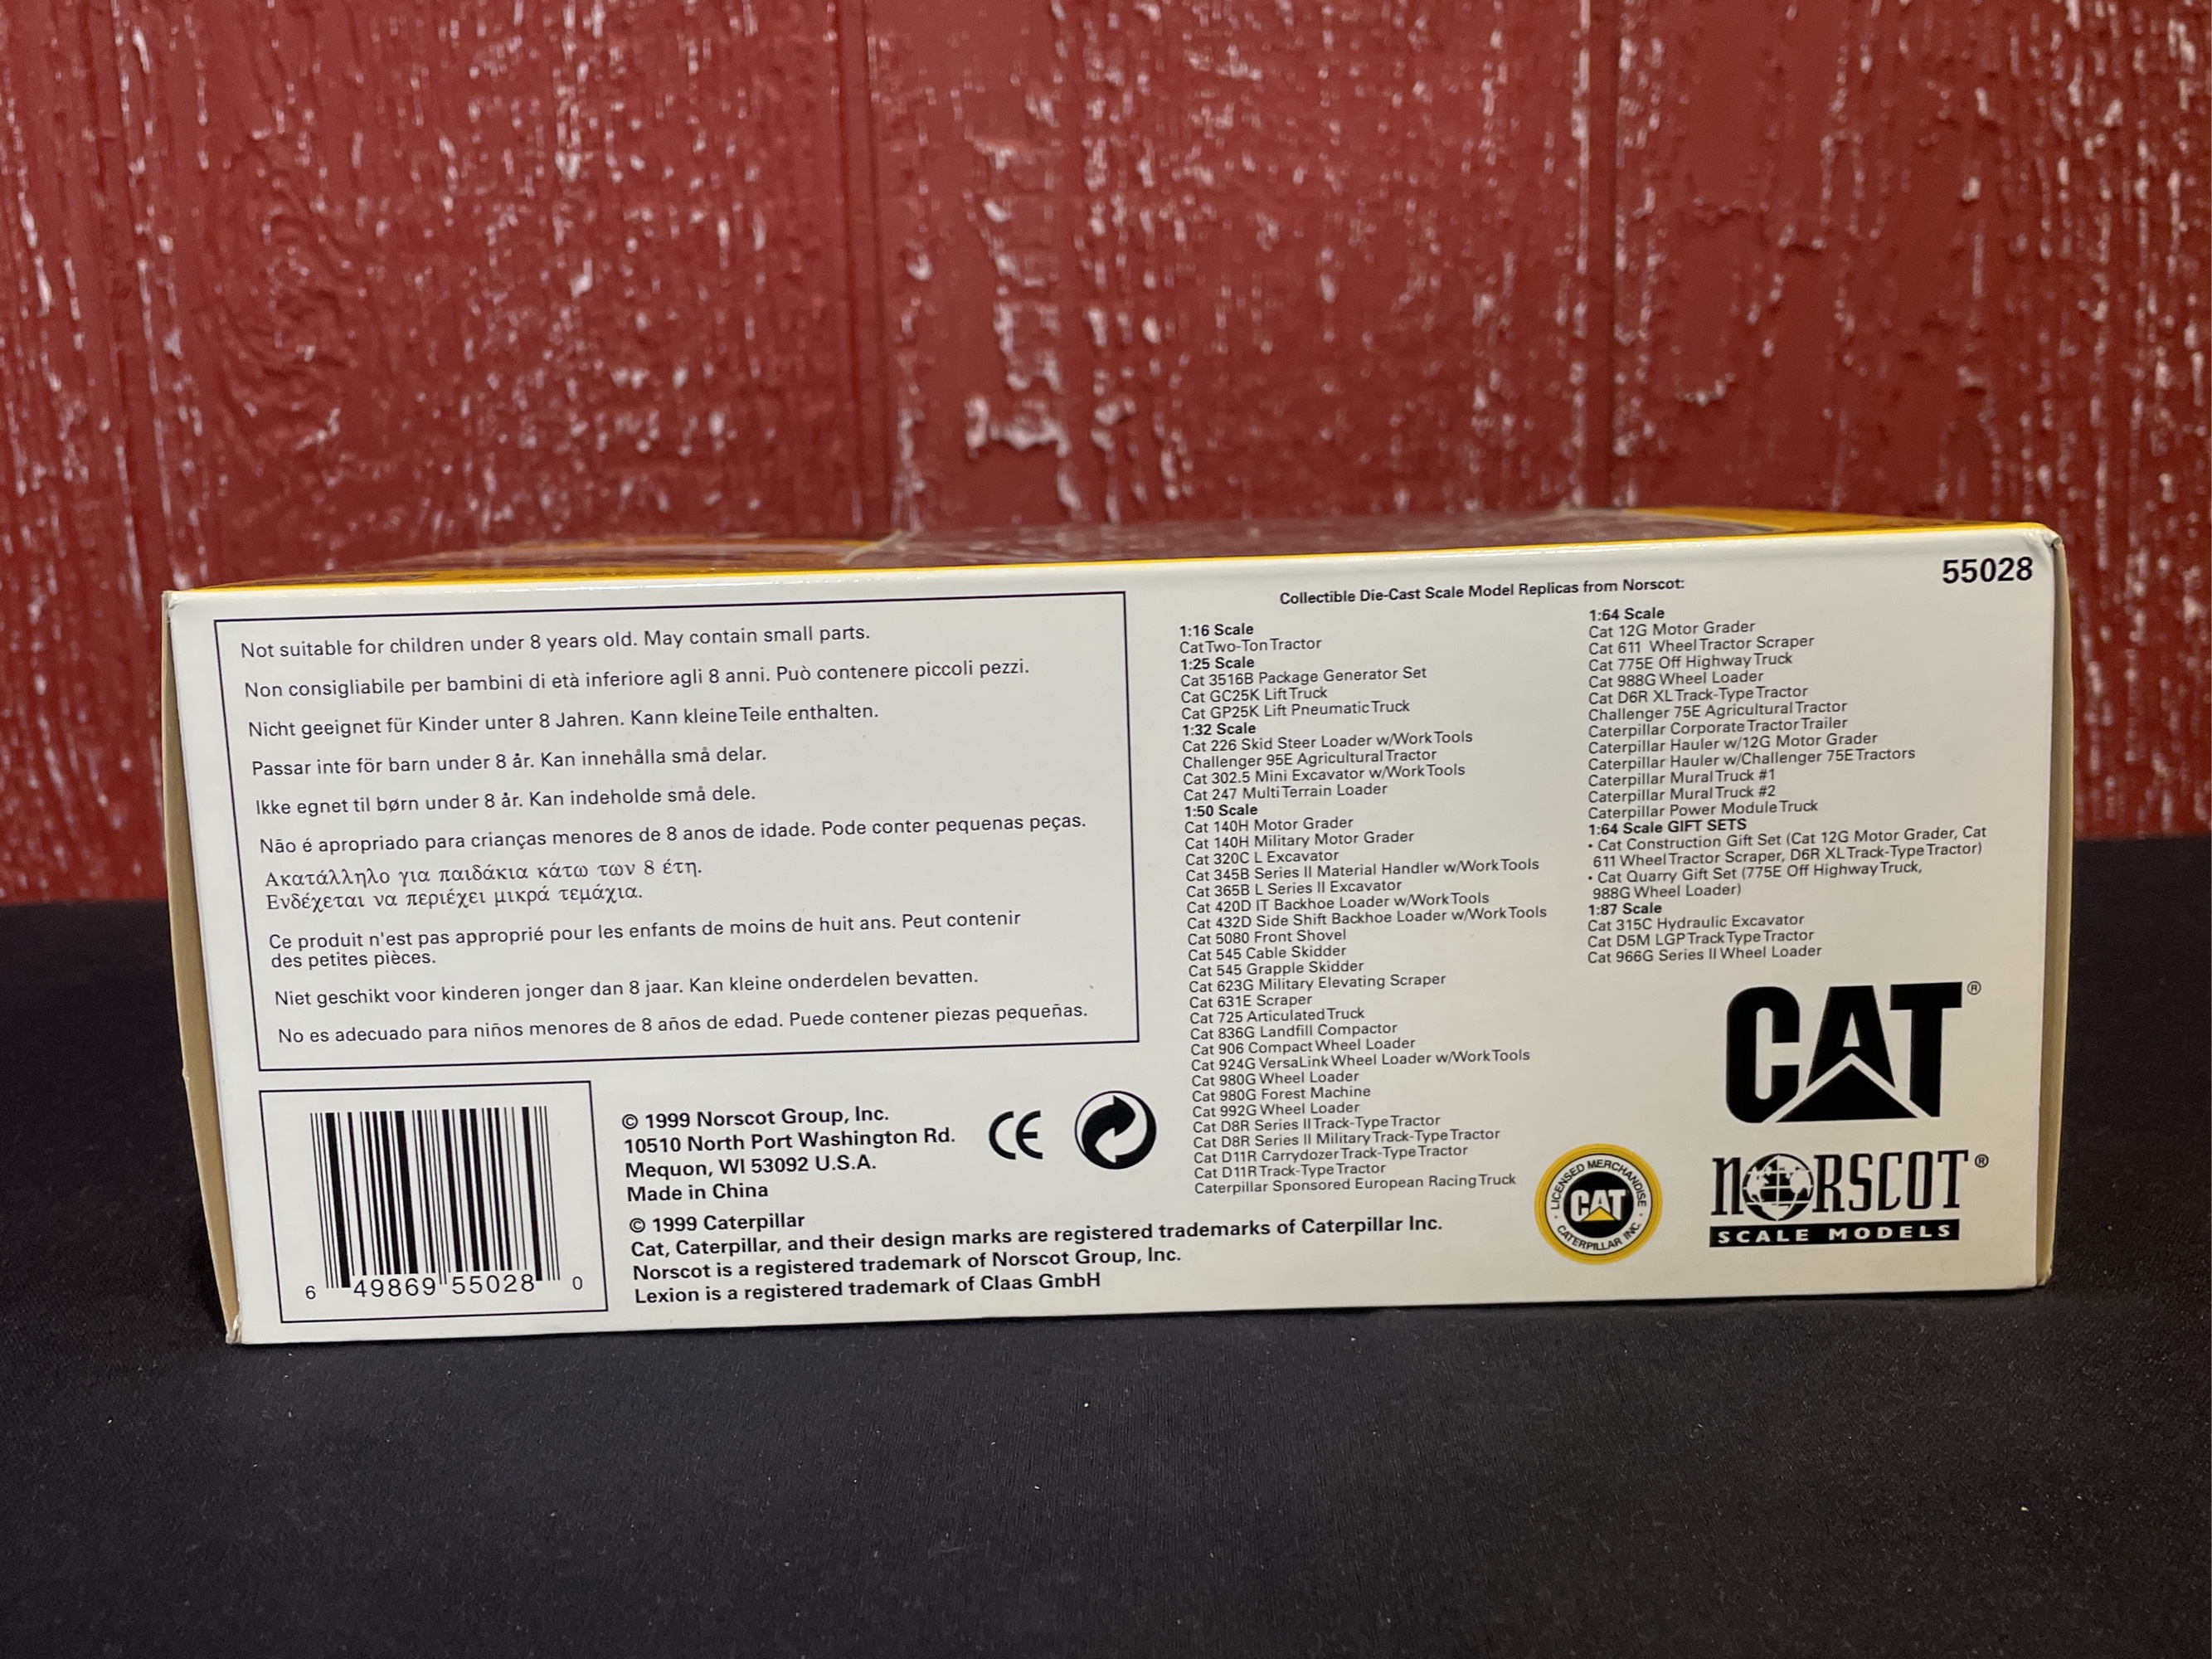 55028
Not suitable for children under 8 years old. May contain small parts.
Non consigliabile per bambini di età inferiore agli 8 anni. Può contenere piccoli pezzi.
Nicht geeignet für Kinder unter 8 Jahren. Kann kleine Teile enthalten.
Passar inte för barn under 8 år. Kan innehålla små delar.
Ikke egnet til børn under 8 år. Kan indeholde små dele.
Não é apropriado para crianças menores de 8 anos de idade. Pode conter pequenas peças.
Ακατάλληλο για παιδάκια κάτω των 8 έτη.
Ενδέχεται να περιέχει μικρά τεμάχια.
Ce produit n'est pas approprié pour les enfants de moins de huit ans. Peut contenir
des petites pièces.
Niet geschikt voor kinderen jonger dan 8 jaar. Kan kleine onderdelen bevatten.
No es adecuado para niños menores de 8 años de edad. Puede contener piezas pequeñas.
6 49869 55028 0
© 1999 Norscot Group, Inc.
10510 North Port Washington Rd.
Mequon, WI 53092 U.S.A.
Made in China
CE
© 1999 Caterpillar
Cat, Caterpillar, and their design marks are registered trademarks of Caterpillar Inc.
Norscot is a registered trademark of Norscot Group, Inc.
Lexion is a registered trademark of Claas GmbH
Collectible Die-Cast Scale Model Replicas from Norscot:
1:16 Scale
Cat Two-Ton Tractor
1:25 Scale
Cat 3516B Package Generator Set
Cat GC25K Lift Truck
Cat GP25K Lift Pneumatic Truck
1:32 Scale
Cat 226 Skid Steer Loader w/Work Tools
Challenger 95E Agricultural Tractor
Cat 302.5 Mini Excavator w/Work Tools
Cat 247 Multi Terrain Loader
1:50 Scale
Cat 140H Motor Grader
Cat 140H Military Motor Grader
Cat 320C L Excavator
Cat 345B Series II Material Handler w/Work Tools
Cat 365B L Series II Excavator
Cat 420D IT Backhoe Loader w/Work Tools
Cat 432D Side Shift Backhoe Loader w/Work Tools
Cat 5080 Front Shovel
Cat 545 Cable Skidder
Cat 545 Grapple Skidder
Cat 623G Military Elevating Scraper
Cat 631E Scraper
Cat 725 Articulated Truck
Cat 836G Landfill Compactor
Cat 906 Compact Wheel Loader
Cat 924G VersaLink Wheel Loader w/Work Tools
Cat 980G Wheel Loader
Cat 980G Forest Machine
Cat 992G Wheel Loader
Cat D8R Series II Track-Type Tractor
Cat D8R Series II Military Track-Type Tractor
Cat D11R Carrydozer Track-Type Tractor
Cat D11R Track-Type Tractor
Caterpillar Sponsored European Racing Truck
1:64 Scale
Cat 12G Motor Grader
Cat 611 Wheel Tractor Scraper
Cat 775E Off Highway Truck
Cat 988G Wheel Loader
Cat D6R XL Track-Type Tractor
Challenger 75E Agricultural Tractor
Caterpillar Corporate Tractor Trailer
Caterpillar Hauler w/12G Motor Grader
Caterpillar Hauler w/Challenger 75E Tractors
Caterpillar Mural Truck #1
Caterpillar Mural Truck #2
Caterpillar Power Module Truck
1:64 Scale GIFT SETS
• Cat Construction Gift Set (Cat 12G Motor Grader, Cat
611 Wheel Tractor Scraper, D6R XL Track-Type Tractor)
• Cat Quarry Gift Set (775E Off Highway Truck,
988G Wheel Loader)
1:87 Scale
Cat 315C Hydraulic Excavator
Cat D5M LGP Track Type Tractor
Cat 966G Series II Wheel Loader
CAT®
LICENSED MERCHANDISE
CAT
CATERPILLAR INC.
NORSCOT®
SCALE MODELS